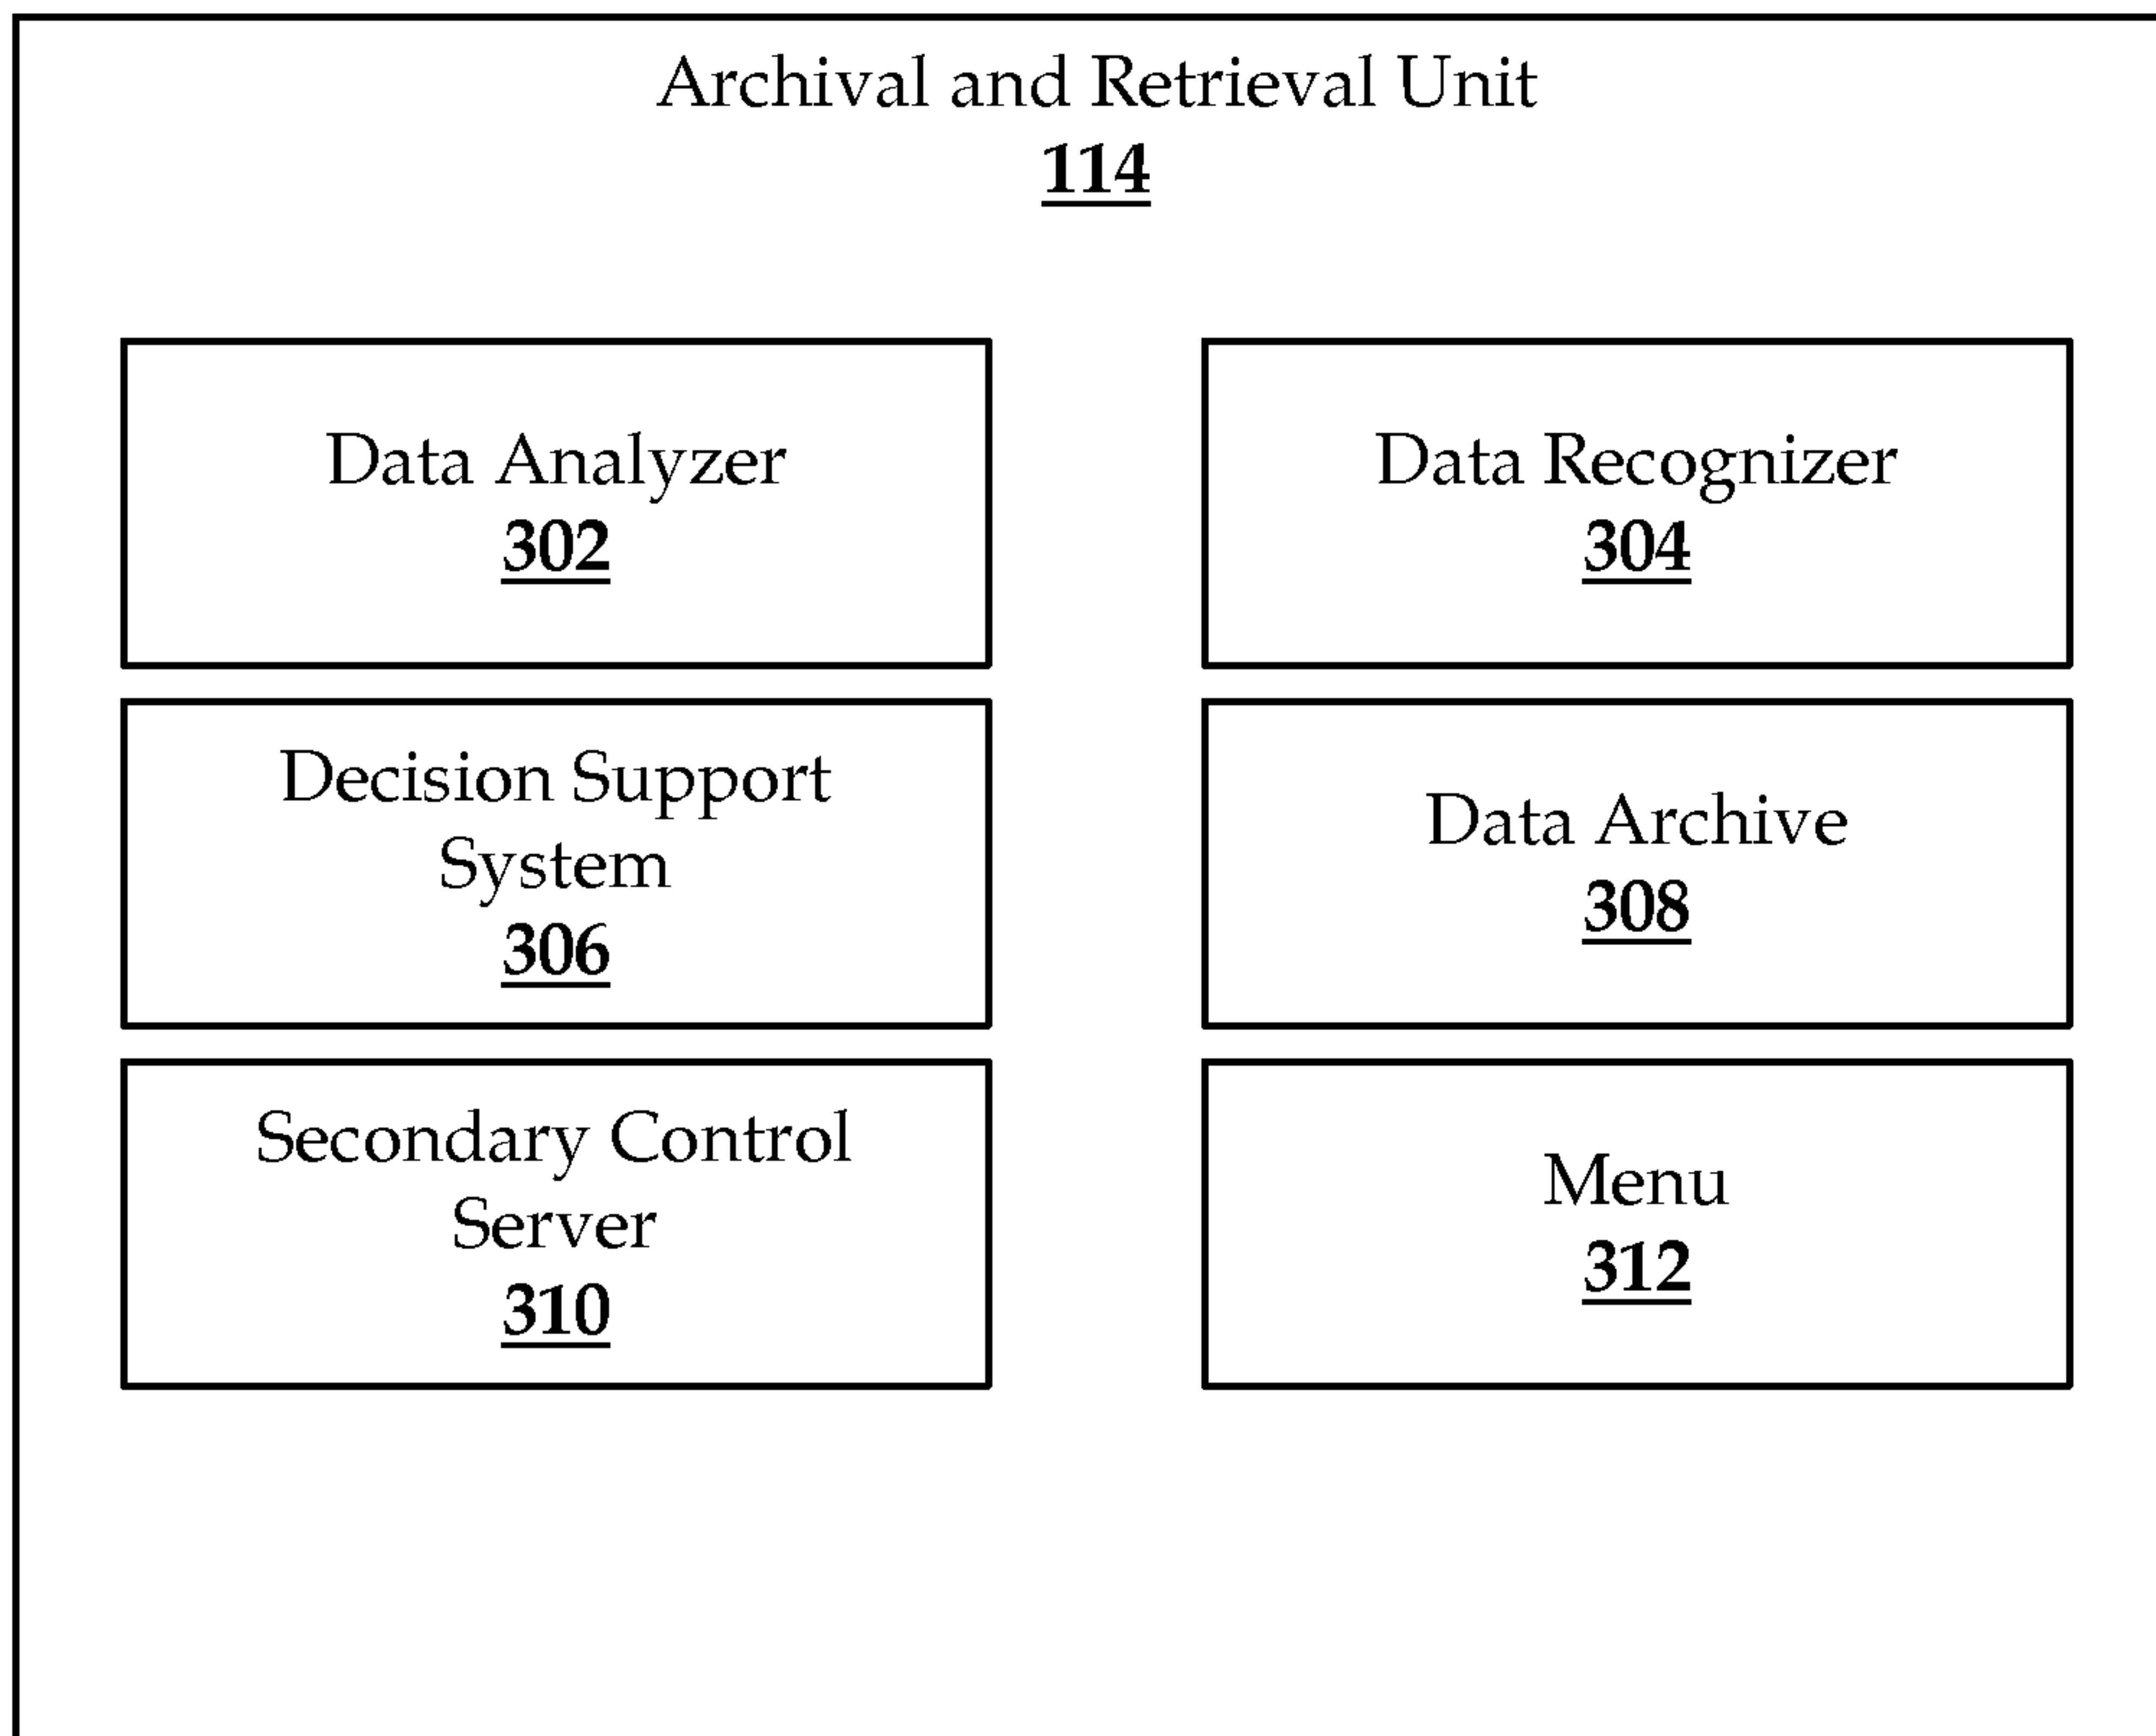 Archival and Retrieval Unit
114
Data Analyzer
302
Data Recognizer
304
Decision Support
System
306
Data Archive
308
Secondary Control
Server
310
Menu
312